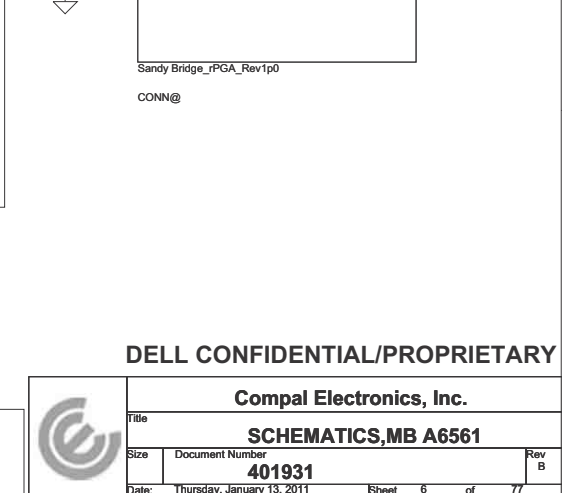 Sandy Bridge_rPGA_Rev1p0
CONN@
DELL CONFIDENTIAL/PROPRIETARY
Compal Electronics, Inc.
Title
SCHEMATICS,MB A6561
Size Document Number Rev
401931 B
Date: Thursday, January 13, 2011 Sheet 6 of 77